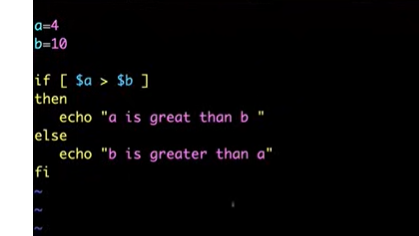 a=4
b=10
if [ $a > $b ]
then
echo "a is great than b "
else
echo "b is greater than a"
fi
~
~
~